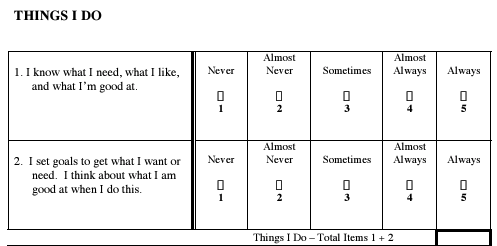 THINGS I DO
1. I know what I need, what I like,
and what I'm good at.
Never
Almost
Never
Sometimes
Almost
Always
Always
1 2 3 4 5
2. I set goals to get what I want or
need. I think about what I am
good at when I do this.
Never
Almost
Never
Sometimes
Almost
Always
Always
1 2 3 4 5
Things I Do – Total Items 1 + 2